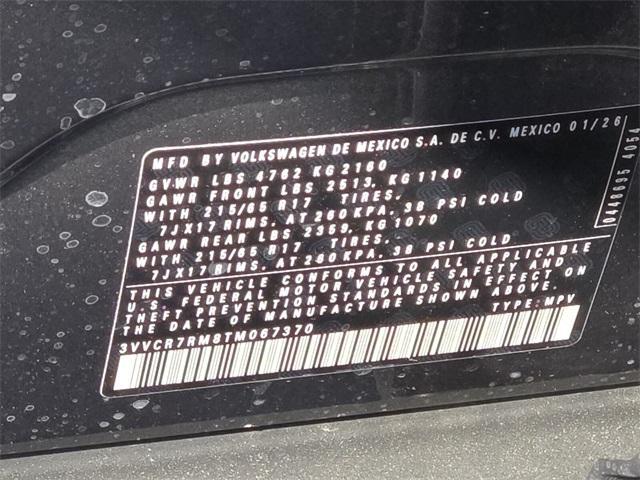 MFD BY VOLKSWAGEN DE MEXICO S.A. DE C.V. MEXICO 01/26
GVWR LBS 4762 KG 2160
GAWR FRONT LBS 2513, KG 1140
WITH 215/65 R17 TIRES,
7JX17 RIMS, AT 260 KPA, 38 PSI COLD
GAWR REAR LBS 2359, KG 1070
WITH 215/65 R17 TIRES,
7JX17 RIMS, AT 260 KPA, 38 PSI COLD
THIS VEHICLE CONFORMS TO ALL APPLICABLE
U.S. FEDERAL MOTOR VEHICLE SAFETY AND
THEFT PREVENTION STANDARDS IN EFFECT ON
THE DATE OF MANUFACTURE SHOWN ABOVE.
3VVCR7RM8TM067370 TYPE: MPV
0448695 4054